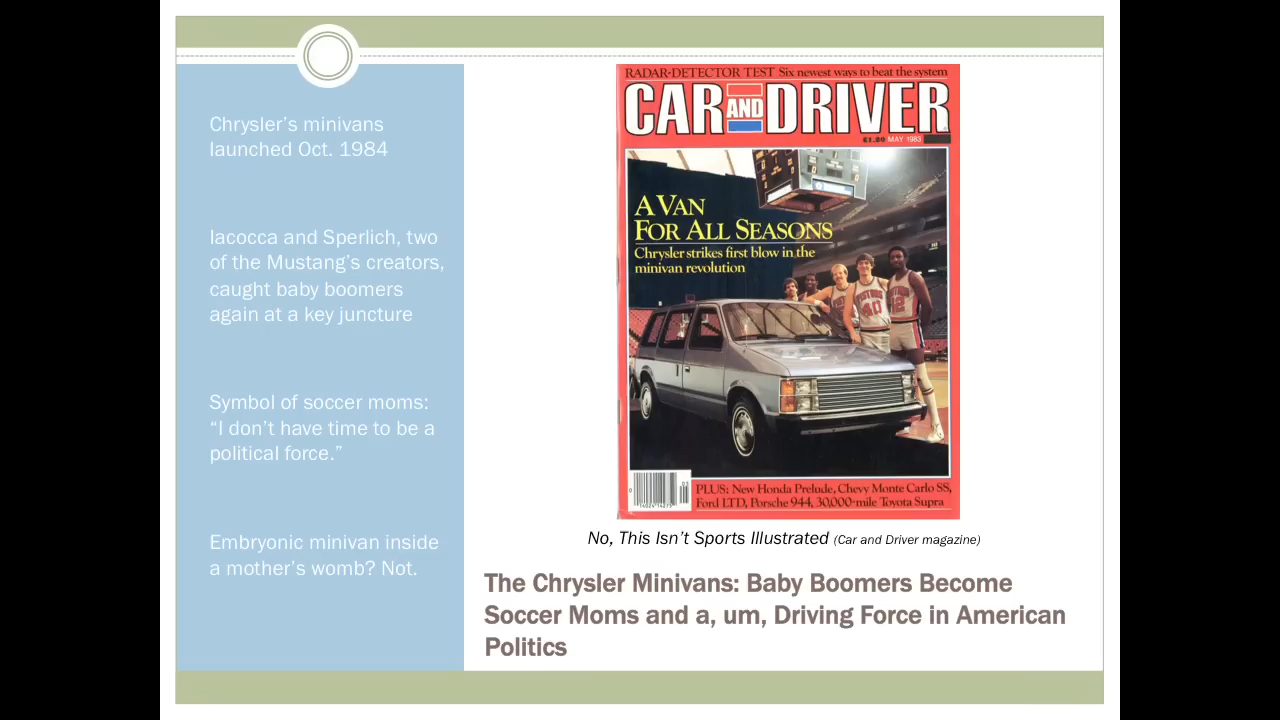 Chrysler’s minivans
launched Oct. 1984
Iacocca and Sperlich, two
of the Mustang’s creators,
caught baby boomers
again at a key juncture
Symbol of soccer moms:
“I don’t have time to be a
political force.”
Embryonic minivan inside
a mother’s womb? Not.
RADAR-DETECTOR TEST Six newest ways to beat the system
CAR AND DRIVER
$1.50 MAY 1983
A VAN
FOR ALL SEASONS
Chrysler strikes first blow in the
minivan revolution
PISTONS
40
12
PLUS: New Honda Prelude, Chevy Monte Carlo SS,
Ford LTD, Porsche 944, 30,000-mile Toyota Supra
No, This Isn’t Sports Illustrated (Car and Driver magazine)
The Chrysler Minivans: Baby Boomers Become
Soccer Moms and a, um, Driving Force in American
Politics